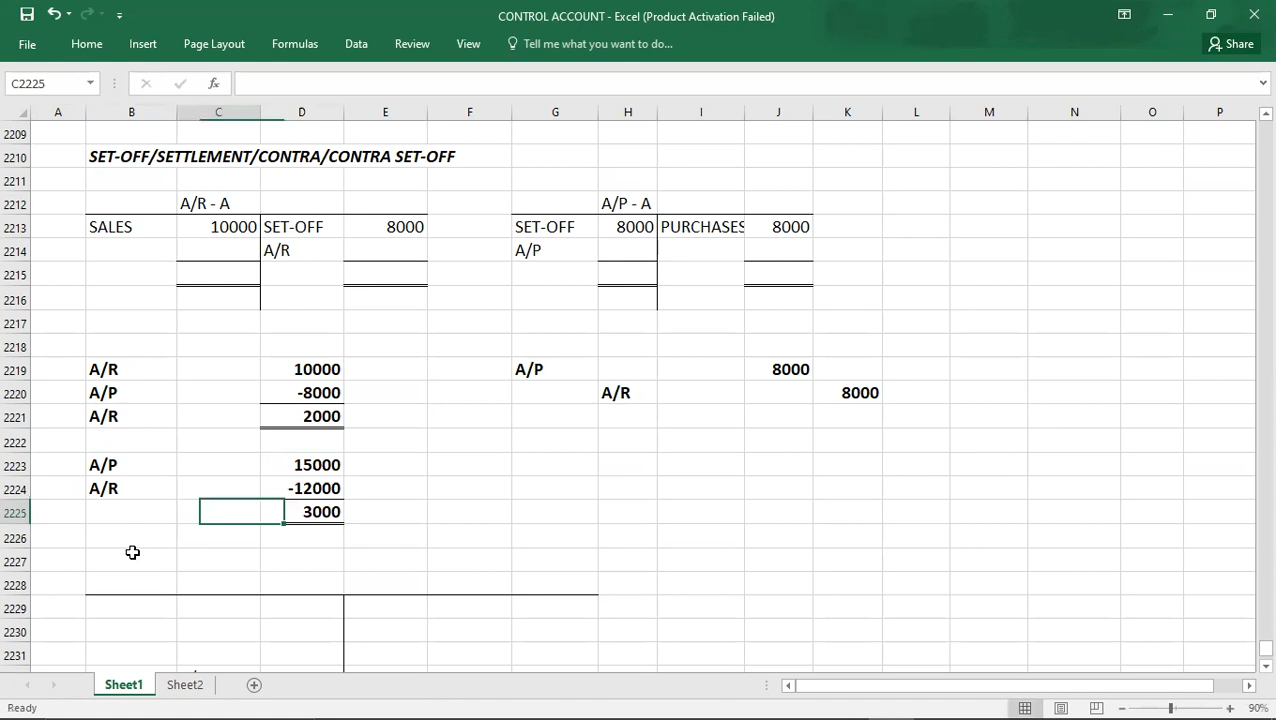 CONTROL ACCOUNT - Excel (Product Activation Failed)
File Home Insert Page Layout Formulas Data Review View Tell me what you want to do... Share
C2225 fx
A B C D E F G H I J K L M N O P
2209
2210 SET-OFF/SETTLEMENT/CONTRA/CONTRA SET-OFF
2211
2212 A/R - A A/P - A
2213 SALES 10000 SET-OFF 8000 SET-OFF 8000 PURCHASES 8000
2214 A/R A/P
2215
2216
2217
2218
2219 A/R 10000 A/P 8000
2220 A/P -8000 A/R 8000
2221 A/R 2000
2222
2223 A/P 15000
2224 A/R -12000
2225 3000
2226
2227
2228
2229
2230
2231
Sheet1 Sheet2
Ready 90%